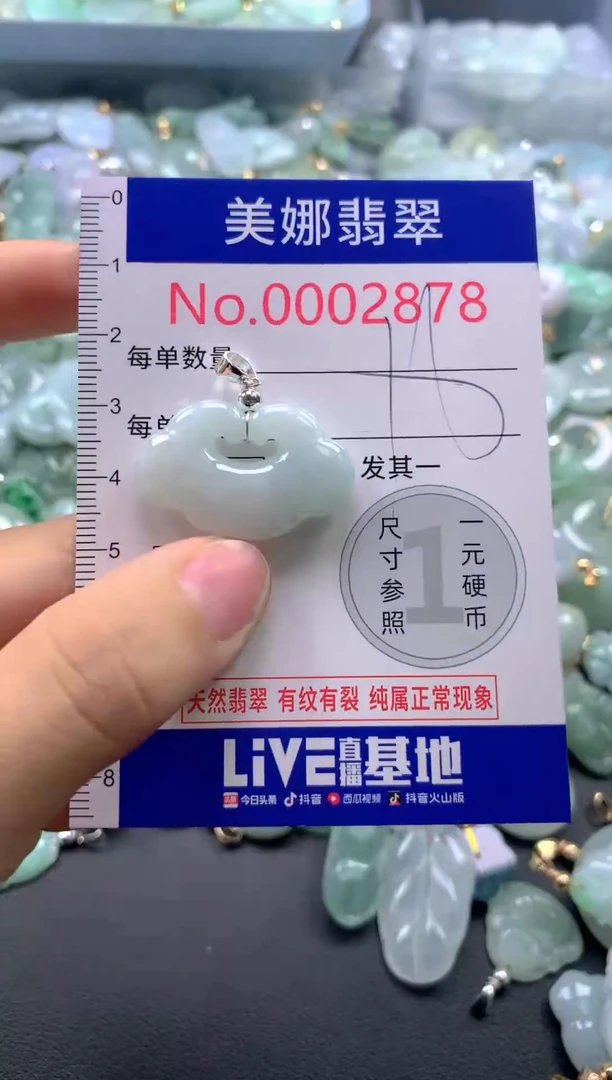 美娜翡翠
No.0002878
每单数量
每单
发其一
尺寸参照
1
一元硬币
天然翡翠 有纹有裂 纯属正常现象
LiVE直播基地
头条 今日头条 抖音 西瓜视频 抖音火山版
0
1
2
3
4
5
8